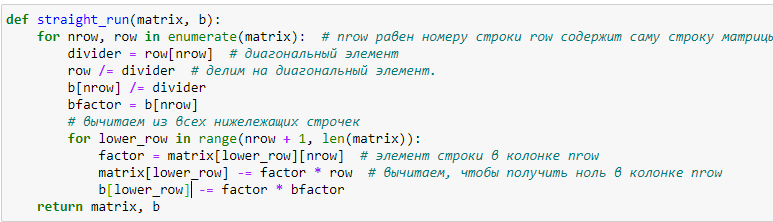 def straight_run(matrix, b):
    for nrow, row in enumerate(matrix):  # nrow равен номеру строки row содержит саму строку матрицы
        divider = row[nrow]  # диагональный элемент
        row /= divider  # делим на диагональный элемент.
        b[nrow] /= divider
        bfactor = b[nrow]
        # вычитаем из всех нижележащих строчек
        for lower_row in range(nrow + 1, len(matrix)):
            factor = matrix[lower_row][nrow]  # элемент строки в колонке nrow
            matrix[lower_row] -= factor * row  # вычитаем, чтобы получить ноль в колонке nrow
            b[lower_row] -= factor * bfactor
    return matrix, b